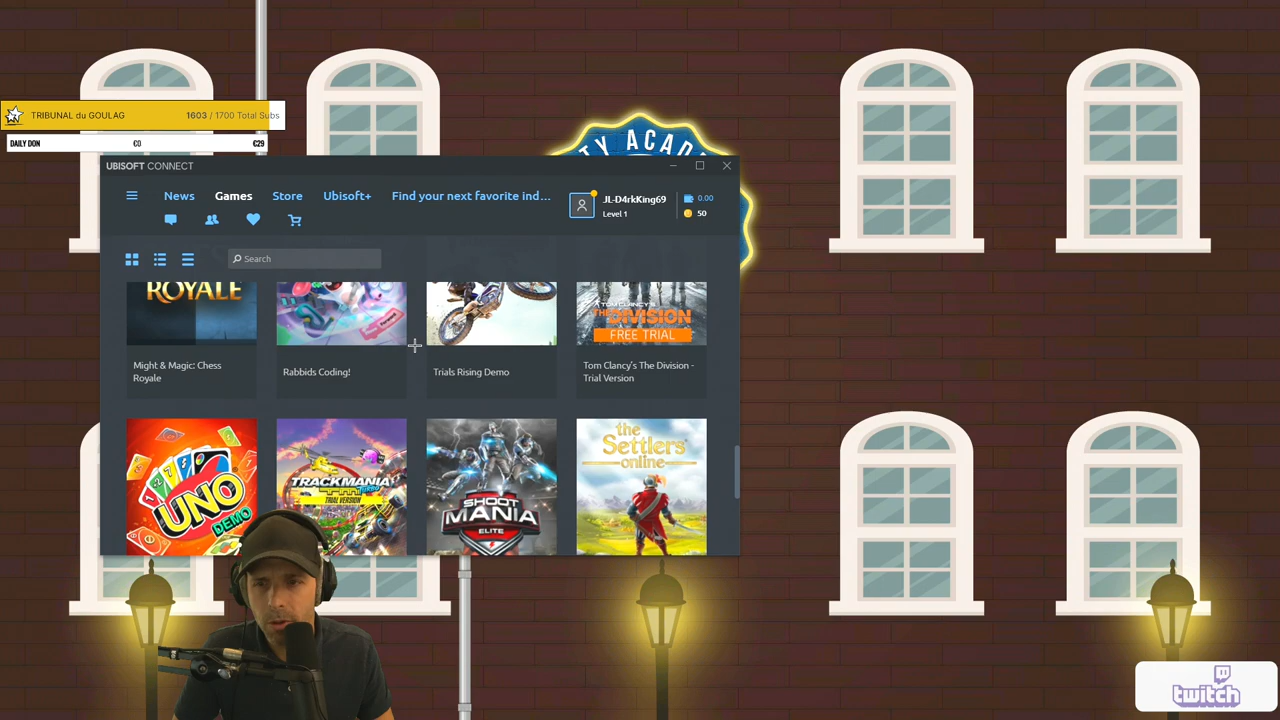 TY ACAD
TRIBUNAL du GOULAG 1603 / 1700 Total Subs
DAILY DON €0 €29
UBISOFT CONNECT
News Games Store Ubisoft+ Find your next favorite ind...
JL-D4rkKing69 0.00
Level 1 50
Search
ROYALE
TOM CLANCY'S
THE DIVISION
FREE TRIAL
Might & Magic: Chess
Royale
Rabbids Coding!
Trials Rising Demo
Tom Clancy's The Division -
Trial Version
UNO
DEMO
TRACKMANIA
TURBO
TRIAL VERSION
SHOOT
MANIA
ELITE
the
Settlers
online
twitch